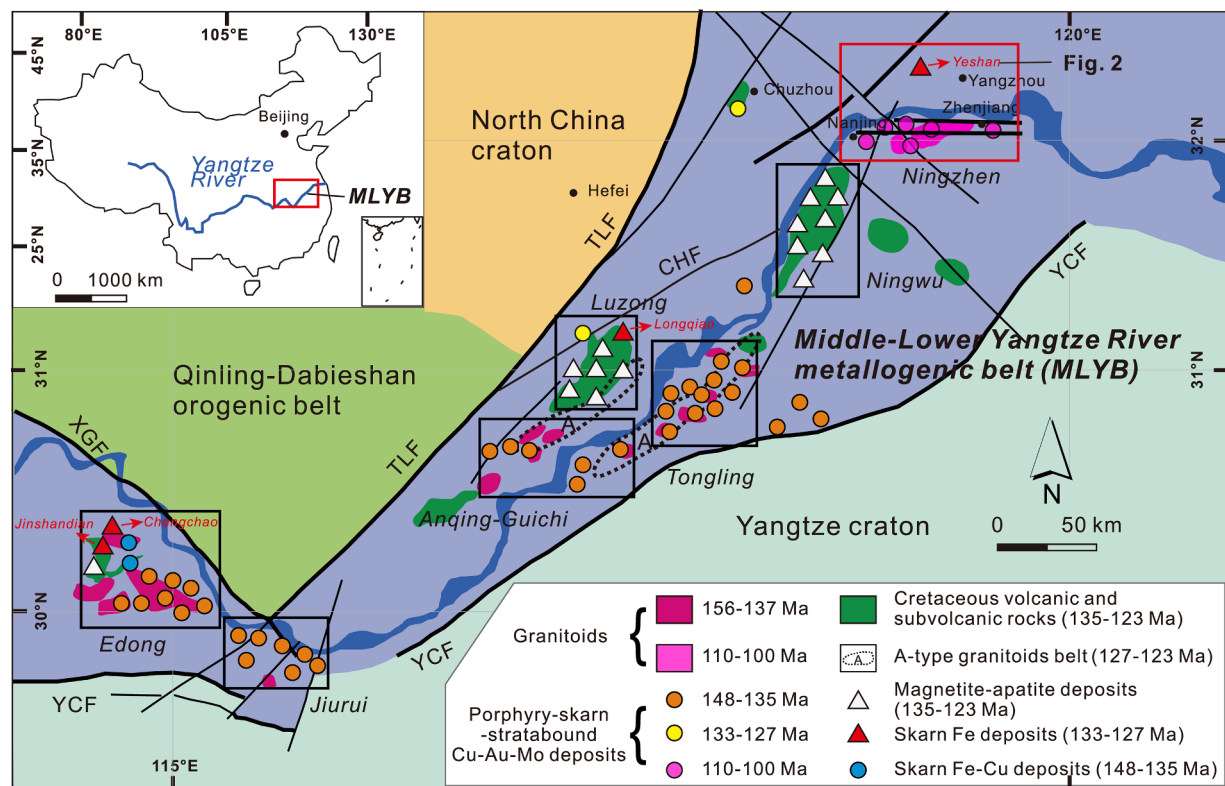 80°E
105°E
130°E
45°N
35°N
25°N
Beijing
Yangtze
River
MLYB
0 1000 km
120°E
Yeshan
Fig. 2
Yangzhou
Chuzhou
Zhenjiang
Nanjing
32°N
Ningzhen
North China
craton
Hefei
TLF
CHF
YCF
Ningwu
Luzong
Longqiao
Middle-Lower Yangtze River
metallogenic belt (MLYB)
31°N
31°N
Qinling-Dabieshan
orogenic belt
XGF
TLF
A
A
Tongling
Anqing-Guichi
N
Yangtze craton
0 50 km
Jinshandian
Chengchao
30°N
Edong
YCF
YCF
Jiurui
115°E
Granitoids
156-137 Ma
110-100 Ma
Porphyry-skarn
-stratabound
Cu-Au-Mo deposits
148-135 Ma
133-127 Ma
110-100 Ma
Cretaceous volcanic and
subvolcanic rocks (135-123 Ma)
A
A-type granitoids belt (127-123 Ma)
Magnetite-apatite deposits
(135-123 Ma)
Skarn Fe deposits (133-127 Ma)
Skarn Fe-Cu deposits (148-135 Ma)